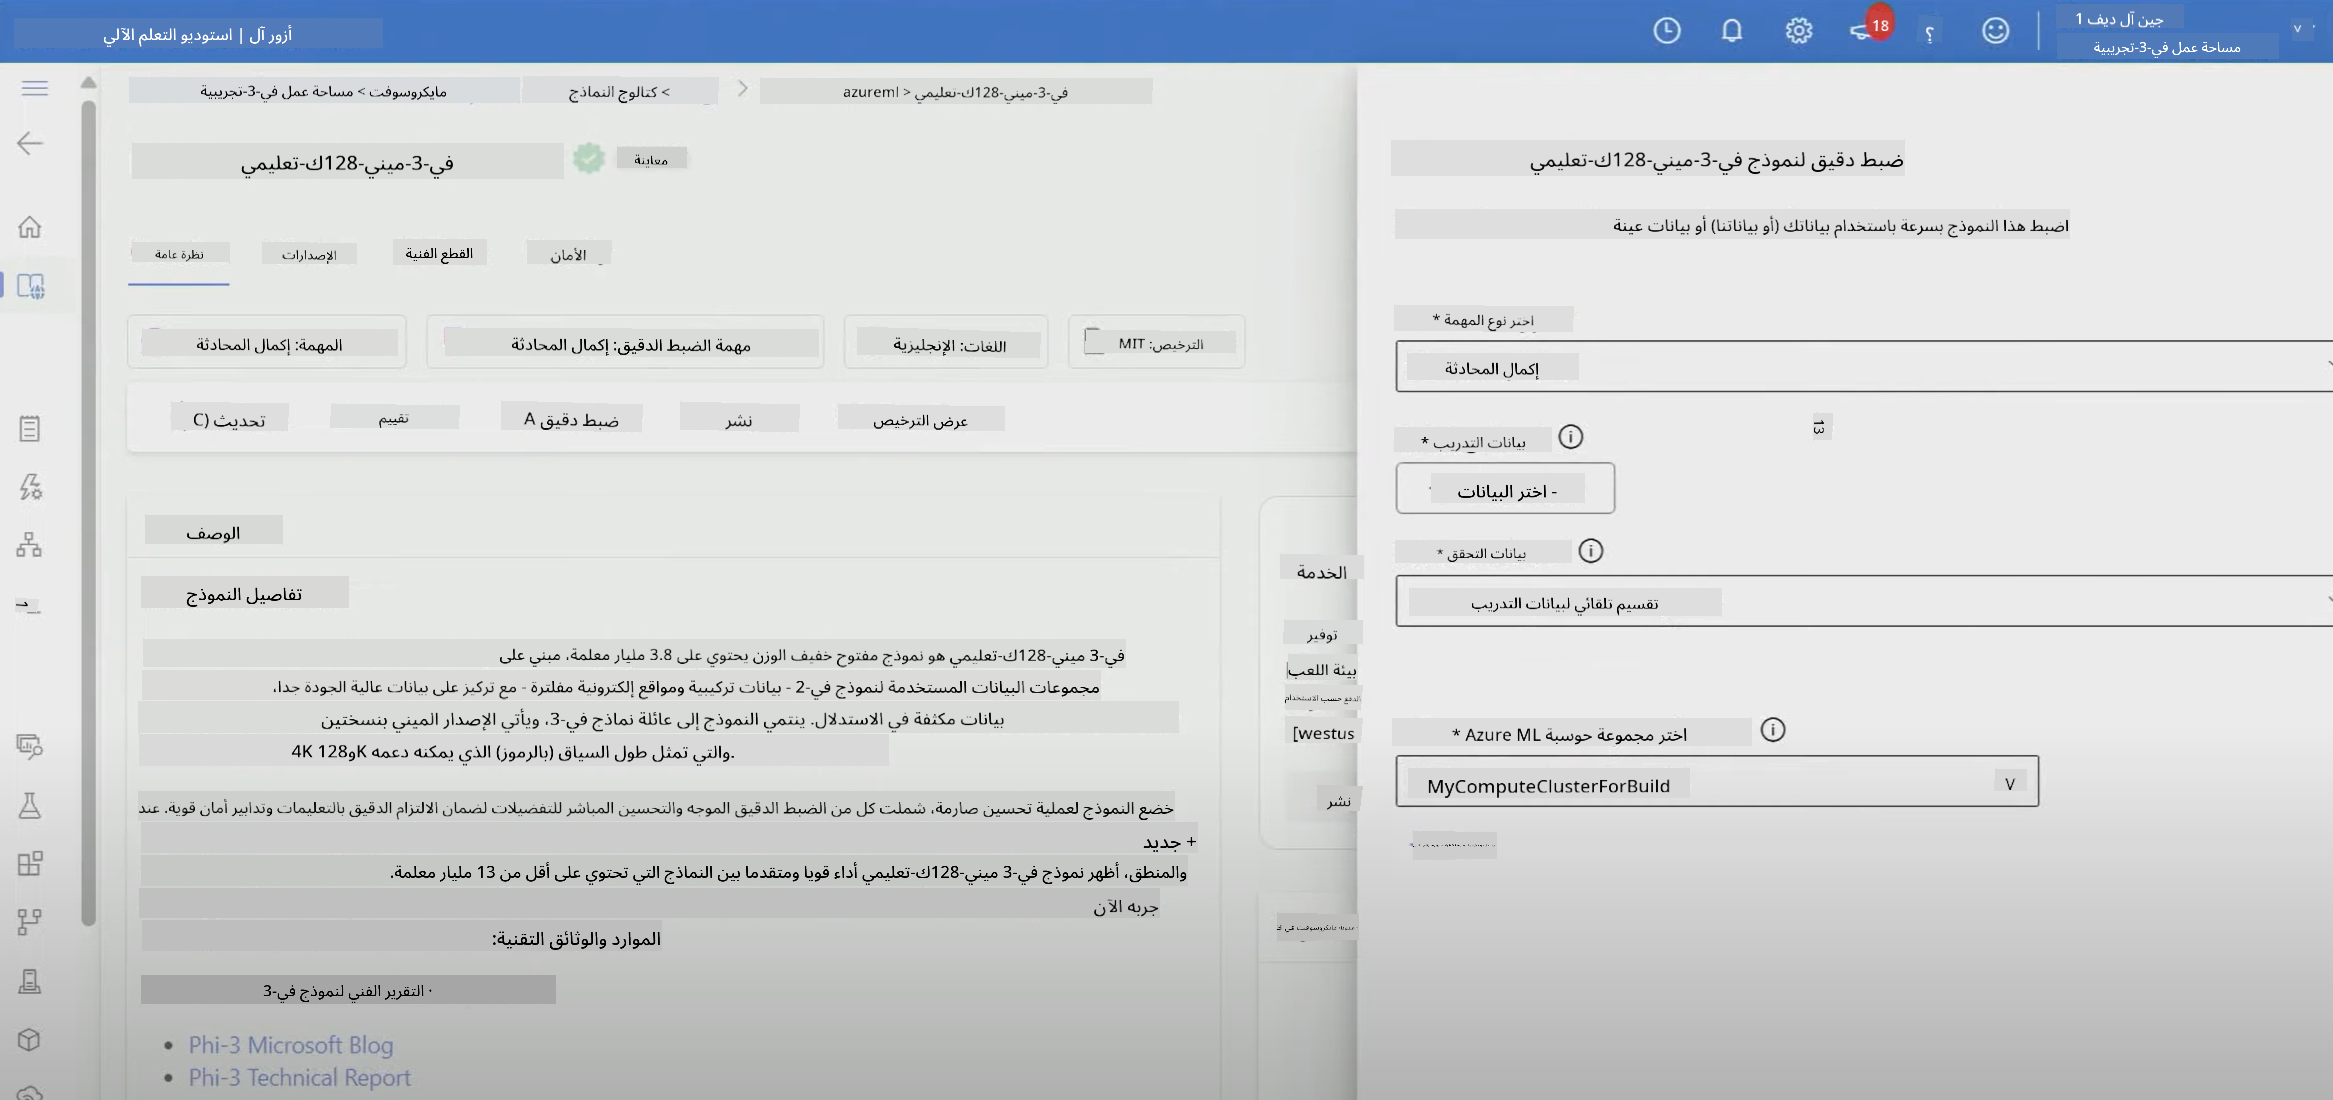 أزور آل | استوديو التعلم الآلي
18
؟
جين آل ديف 1
مساحة عمل في-3-تجريبية
مايكروسوفت > مساحة عمل في-3-تجريبية
> كتالوج النماذج
azureml > في-3-ميني-128ك-تعليمي
في-3-ميني-128ك-تعليمي
معاينة
نظرة عامة
الإصدارات
القطع الفنية
الأمان
المهمة: إكمال المحادثة
مهمة الضبط الدقيق: إكمال المحادثة
اللغات: الإنجليزية
الترخيص: MIT
تحديث (C
تقييم
ضبط دقيق A
نشر
عرض الترخيص
الوصف
تفاصيل النموذج
في-3 ميني-128ك-تعليمي هو نموذج مفتوح خفيف الوزن يحتوي على 3.8 مليار معلمة، مبني على
مجموعات البيانات المستخدمة لنموذج في-2 - بيانات تركيبية ومواقع إلكترونية مفلترة - مع تركيز على بيانات عالية الجودة جدا،
بيانات مكثفة في الاستدلال. ينتمي النموذج إلى عائلة نماذج في-3، ويأتي الإصدار الميني بنسختين
4K و128K والتي تمثل طول السياق (بالرموز) الذي يمكنه دعمه.
خضع النموذج لعملية تحسين صارمة، شملت كل من الضبط الدقيق الموجه والتحسين المباشر للتفضيلات لضمان الالتزام الدقيق بالتعليمات وتدابير أمان قوية. عند
+ جديد
والمنطق، أظهر نموذج في-3 ميني-128ك-تعليمي أداء قويا ومتقدما بين النماذج التي تحتوي على أقل من 13 مليار معلمة.
جربه الآن
الموارد والوثائق التقنية:
· التقرير الفني لنموذج في-3
• Phi-3 Microsoft Blog
• Phi-3 Technical Report
الخدمة
توفير
بيئة اللعب
الدفع حسب الاستخدام
[westus
نشر
ضبط دقيق لنموذج في-3-ميني-128ك-تعليمي
اضبط هذا النموذج بسرعة باستخدام بياناتك (أو بياناتنا) أو بيانات عينة
اختر نوع المهمة *
إكمال المحادثة
13
بيانات التدريب *
- اختر البيانات
بيانات التحقق *
تقسيم تلقائي لبيانات التدريب
اختر مجموعة حوسبة Azure ML *
MyComputeClusterForBuild
V